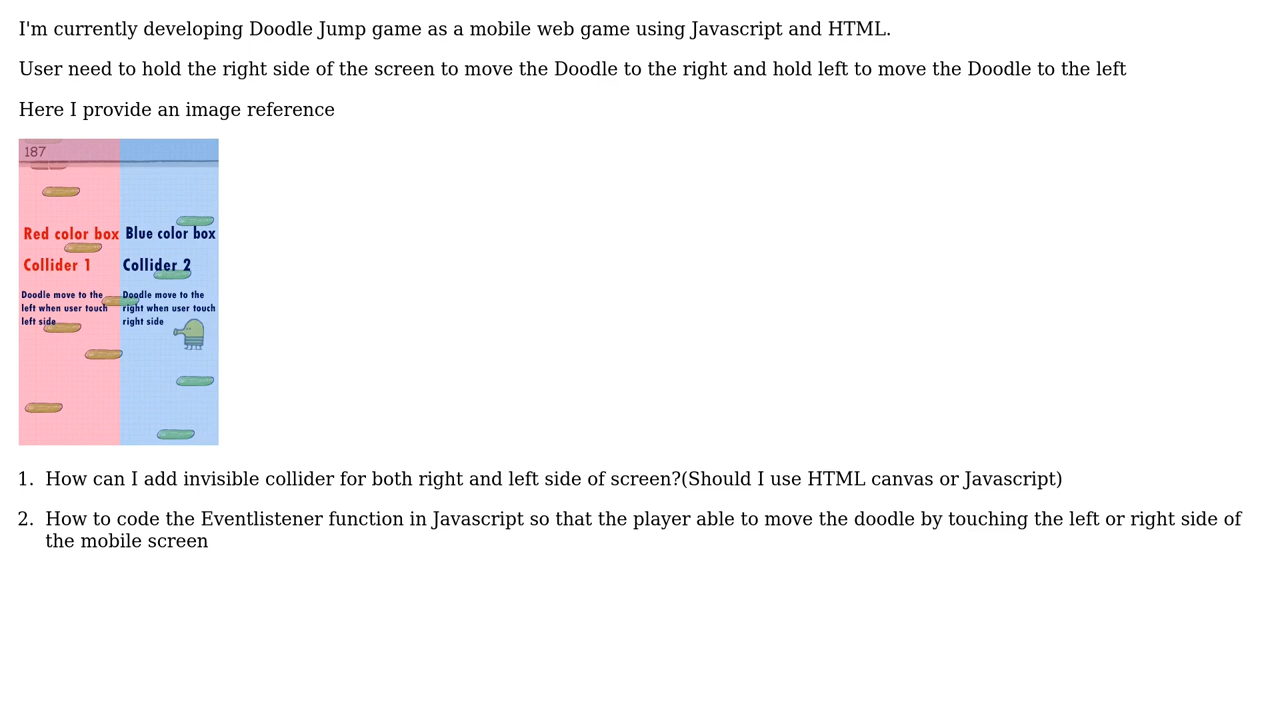 I'm currently developing Doodle Jump game as a mobile web game using Javascript and HTML.
User need to hold the right side of the screen to move the Doodle to the right and hold left to move the Doodle to the left
Here I provide an image reference
187
Red color box
Blue color box
Collider 1
Collider 2
Doodle move to the
left when user touch
left side
Doodle move to the
right when user touch
right side
1. How can I add invisible collider for both right and left side of screen?(Should I use HTML canvas or Javascript)
2. How to code the Eventlistener function in Javascript so that the player able to move the doodle by touching the left or right side of
the mobile screen